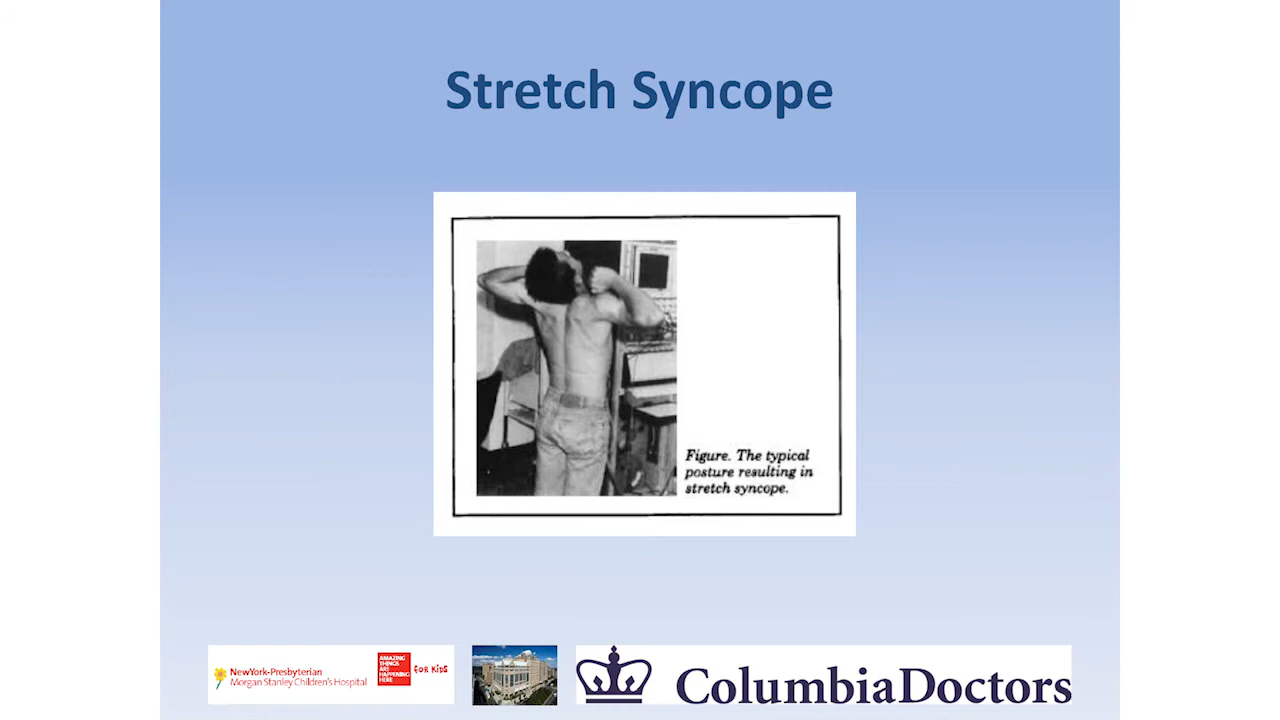 Stretch Syncope
Figure. The typical
posture resulting in
stretch syncope.
NewYork-Presbyterian
Morgan Stanley Children's Hospital
AMAZING
THINGS
ARE
HAPPENING
HERE
FOR KIDS
ColumbiaDoctors